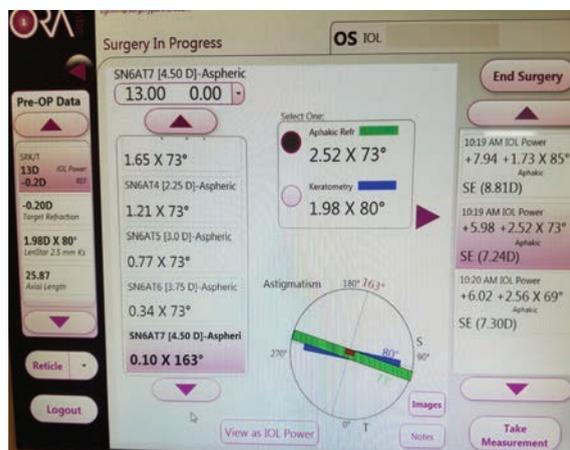 ORA
Surgery In Progress
OS IOL
Pre-OP Data
SRK/T
13D IOL Power
-0.2D REF
-0.20D
Target Refraction
1.98D X 80°
LenStar 2.5 mm Ks
25.87
Axial Length
Reticle
Logout
SN6AT7 [4.50 D]-Aspheric
13.00 0.00
1.65 X 73°
SN6AT4 [2.25 D]-Aspheric
1.21 X 73°
SN6AT5 [3.0 D]-Aspheric
0.77 X 73°
SN6AT6 [3.75 D]-Aspheric
0.34 X 73°
SN6AT7 [4.50 D]-Aspheri
0.10 X 163°
Select One:
Aphakic Refr
2.52 X 73°
Keratometry
1.98 X 80°
Astigmatism
180° 163°
270°
S
80°
90°
73°
0° T
View as IOL Power
Images
Notes
End Surgery
10:19 AM IOL Power
+7.94 +1.73 X 85°
Aphakic
SE (8.81D)
10:19 AM IOL Power
+5.98 +2.52 X 73°
Aphakic
SE (7.24D)
10:20 AM IOL Power
+6.02 +2.56 X 69°
Aphakic
SE (7.30D)
Take
Measurement